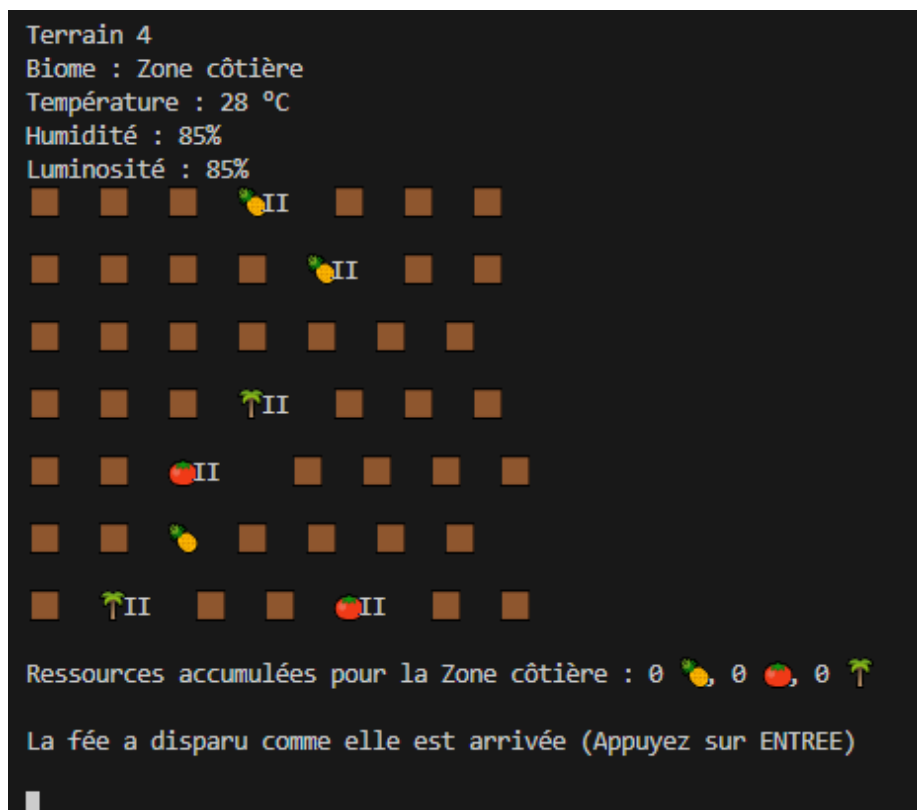 Terrain 4
Biome : Zone côtière
Température : 28 °C
Humidité : 85%
Luminosité : 85%
🟫 🟫 🟫 🍍II 🟫 🟫 🟫
🟫 🟫 🟫 🟫 🍍II 🟫 🟫
🟫 🟫 🟫 🟫 🟫 🟫 🟫
🟫 🟫 🟫 🌴II 🟫 🟫 🟫
🟫 🟫 🍅II 🟫 🟫 🟫 🟫
🟫 🟫 🍍 🟫 🟫 🟫 🟫
🟫 🌴II 🟫 🟫 🍅II 🟫 🟫
Ressources accumulées pour la Zone côtière : 0 🍍, 0 🍅, 0 🌴
La fée a disparu comme elle est arrivée (Appuyez sur ENTREE)